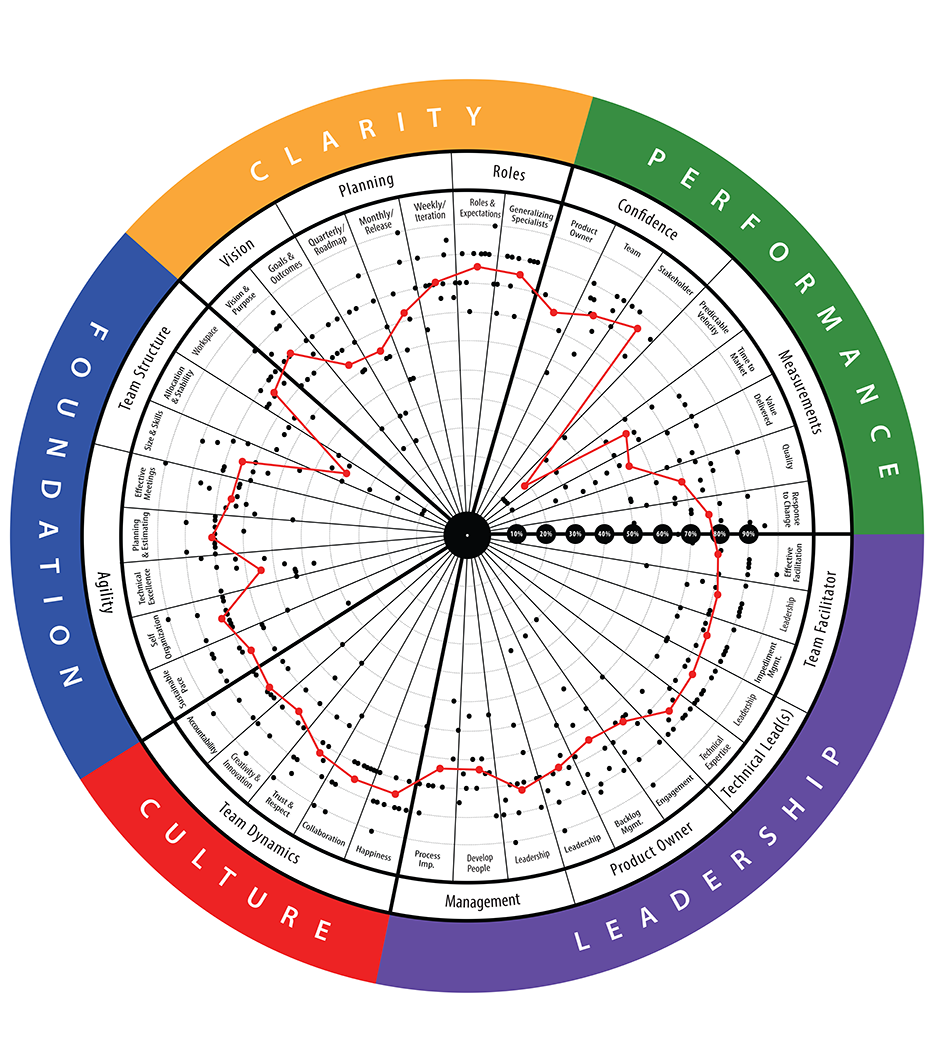 CLARITY
PERFORMANCE
LEADERSHIP
CULTURE
FOUNDATION
Vision
Planning
Roles
Confidence
Measurements
Team Facilitator
Technical Lead(s)
Product Owner
Management
Team Dynamics
Agility
Team Structure
Vision &
Purpose
Goals &
Outcomes
Quarterly/
Roadmap
Monthly/
Release
Weekly/
Iteration
Roles &
Expectations
Generalizing
Specialists
Product
Owner
Team
Stakeholder
Predictable
Velocity
Time to
Market
Value
Delivered
Quality
Response
to Change
Effective
Facilitation
Leadership
Impediment
Mgmt.
Leadership
Technical
Expertise
Engagement
Backlog
Mgmt.
Leadership
Leadership
Develop
People
Process
Imp.
Happiness
Collaboration
Trust &
Respect
Creativity &
Innovation
Accountability
Sustainable
Pace
Self
Organization
Technical
Excellence
Planning
& Estimating
Effective
Meetings
Size & Skills
Allocation
& Stability
Workspace
10% 20% 30% 40% 50% 60% 70% 80% 90%